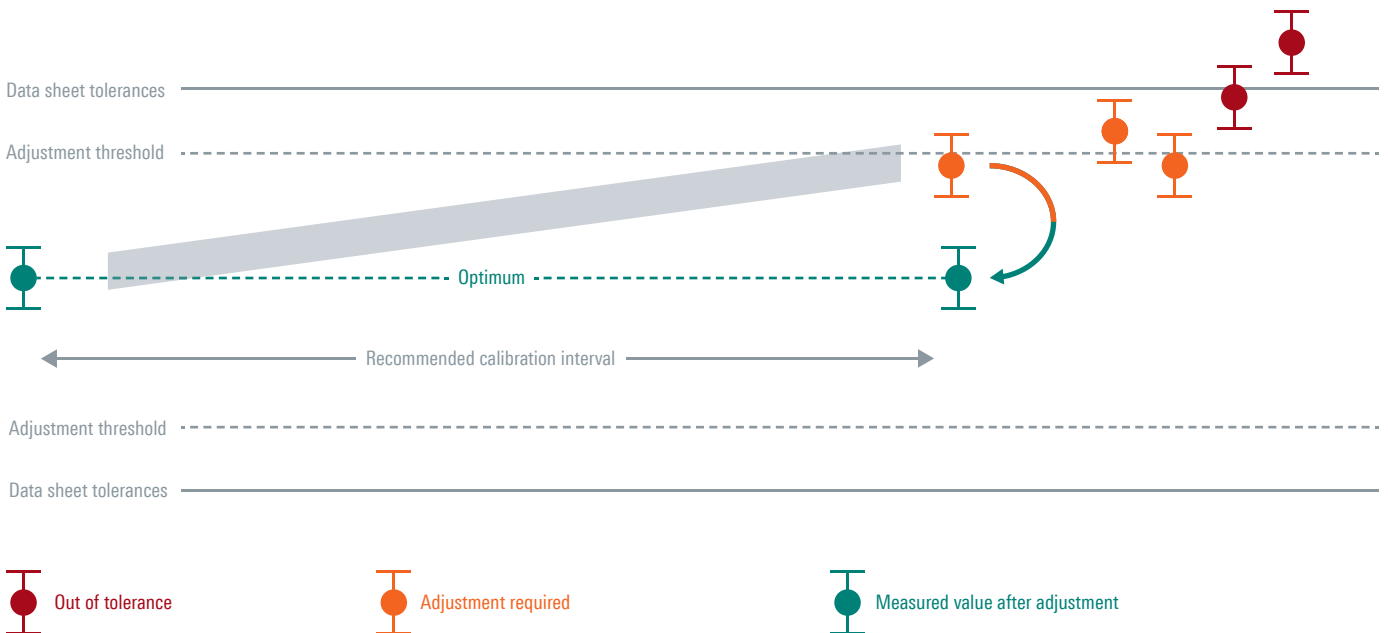 Data sheet tolerances
Adjustment threshold
Optimum
Recommended calibration interval
Adjustment threshold
Data sheet tolerances
Out of tolerance
Adjustment required
Measured value after adjustment